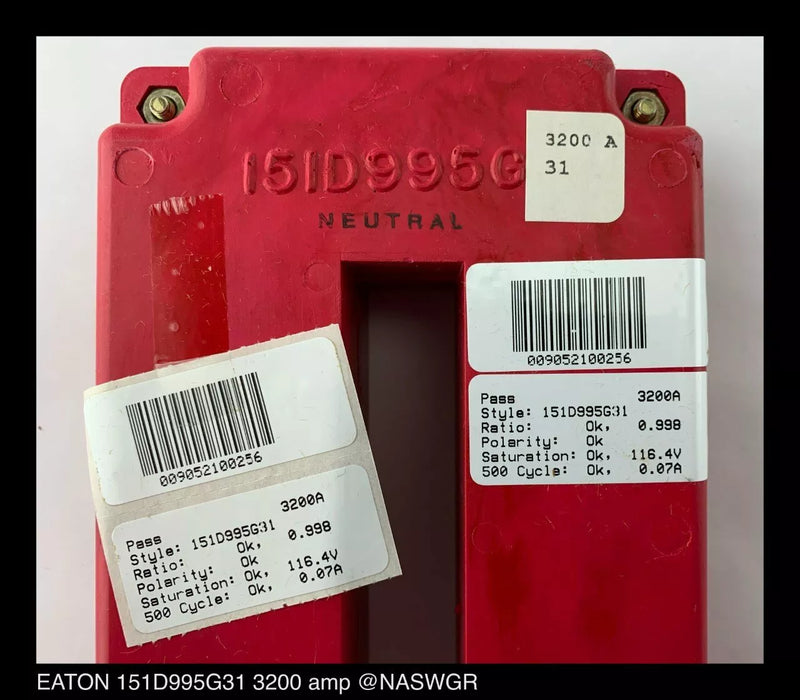 151D995G
3200 A
31
NEUTRAL
009052100256
Pass 3200A
Style: 151D995G31
Ratio: Ok, 0.998
Polarity: Ok
Saturation: Ok, 116.4V
500 Cycle: Ok, 0.07A
009052100256
3200A
Pass
Style: 151D995G31
Ratio: Ok, 0.998
Polarity: Ok
Saturation: Ok, 116.4V
500 Cycle: Ok, 0.07A
EATON 151D995G31 3200 amp @NASWGR